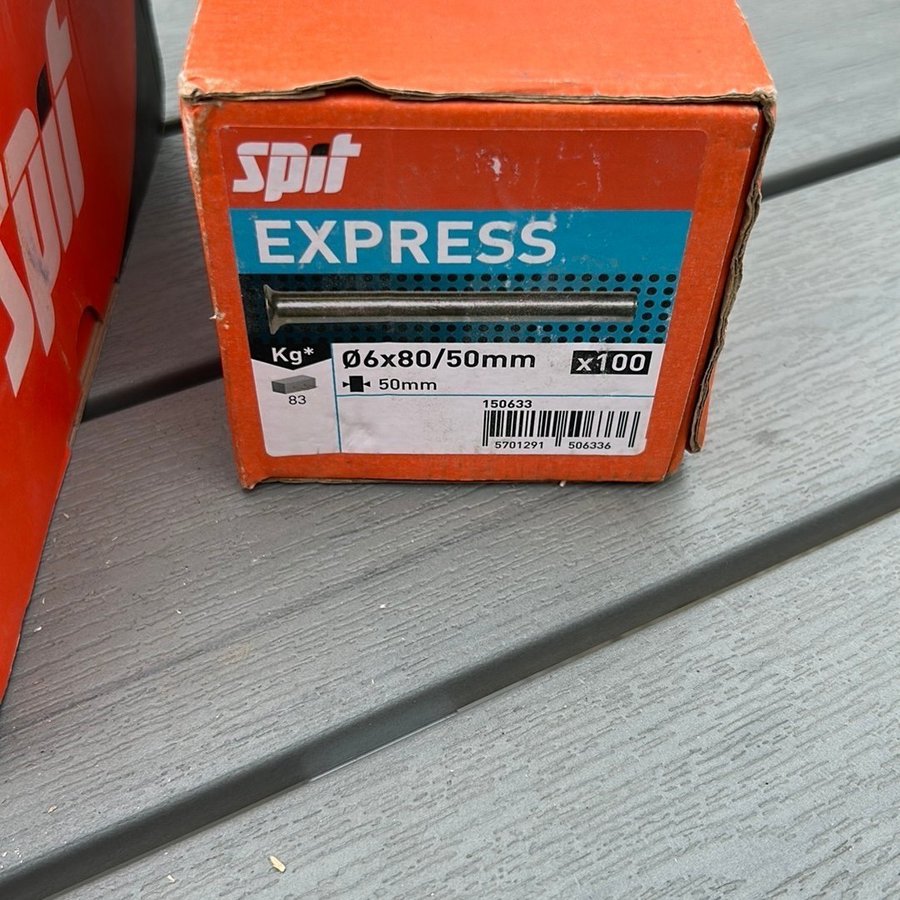 spit
spit
EXPRESS
Kg*
83
Ø6x80/50mm
x100
50mm
150633
5701291 506336